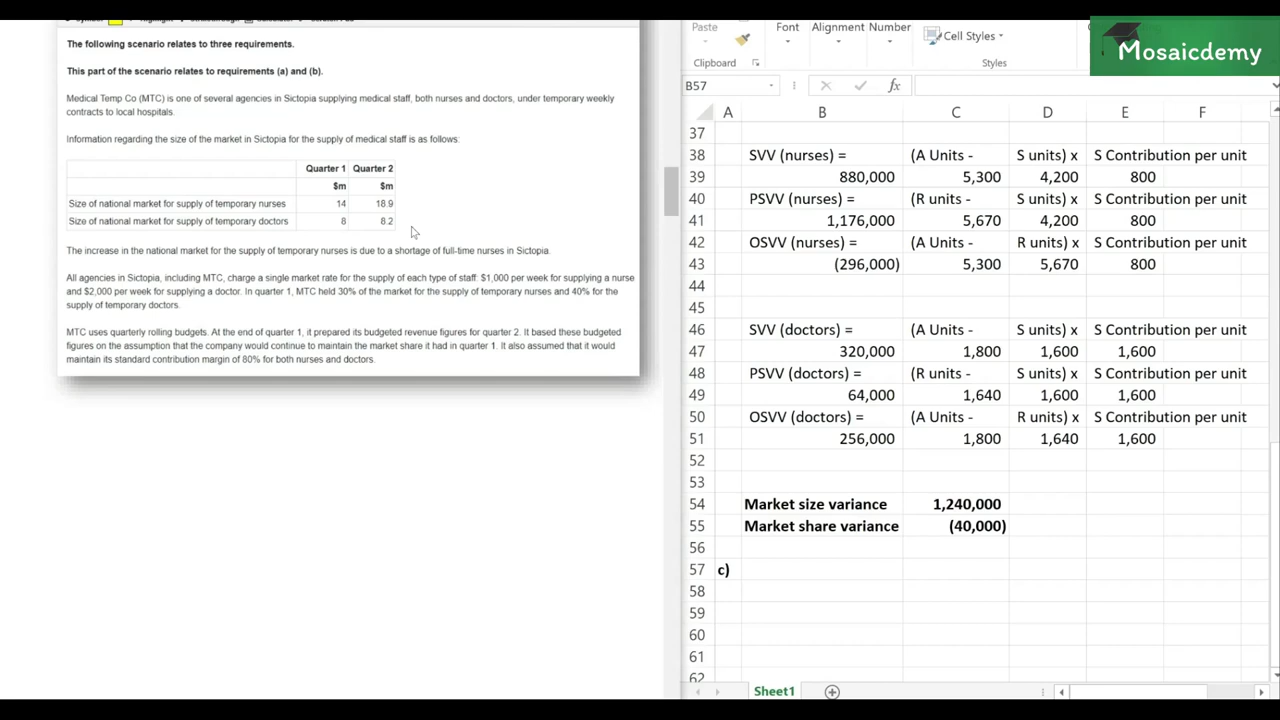 The following scenario relates to three requirements.
This part of the scenario relates to requirements (a) and (b).
Medical Temp Co (MTC) is one of several agencies in Sictopia supplying medical staff, both nurses and doctors, under temporary weekly
contracts to local hospitals.
Information regarding the size of the market in Sictopia for the supply of medical staff is as follows:
Quarter 1 Quarter 2
$m $m
Size of national market for supply of temporary nurses 14 18.9
Size of national market for supply of temporary doctors 8 8.2
The increase in the national market for the supply of temporary nurses is due to a shortage of full-time nurses in Sictopia.
All agencies in Sictopia, including MTC, charge a single market rate for the supply of each type of staff: $1,000 per week for supplying a nurse
and $2,000 per week for supplying a doctor. In quarter 1, MTC held 30% of the market for the supply of temporary nurses and 40% for the
supply of temporary doctors.
MTC uses quarterly rolling budgets. At the end of quarter 1, it prepared its budgeted revenue figures for quarter 2. It based these budgeted
figures on the assumption that the company would continue to maintain the market share it had in quarter 1. It also assumed that it would
maintain its standard contribution margin of 80% for both nurses and doctors.
Paste Font Alignment Number Cell Styles
Clipboard Styles
Mosaicdemy
B57 fx
A B C D E F
37
38 SVV (nurses) = (A Units - S units) x S Contribution per unit
39 880,000 5,300 4,200 800
40 PSVV (nurses) = (R units - S units) x S Contribution per unit
41 1,176,000 5,670 4,200 800
42 OSVV (nurses) = (A Units - R units) x S Contribution per unit
43 (296,000) 5,300 5,670 800
44
45
46 SVV (doctors) = (A Units - S units) x S Contribution per unit
47 320,000 1,800 1,600 1,600
48 PSVV (doctors) = (R units - S units) x S Contribution per unit
49 64,000 1,640 1,600 1,600
50 OSVV (doctors) = (A Units - R units) x S Contribution per unit
51 256,000 1,800 1,640 1,600
52
53
54 Market size variance 1,240,000
55 Market share variance (40,000)
56
57 c)
58
59
60
61
62
Sheet1